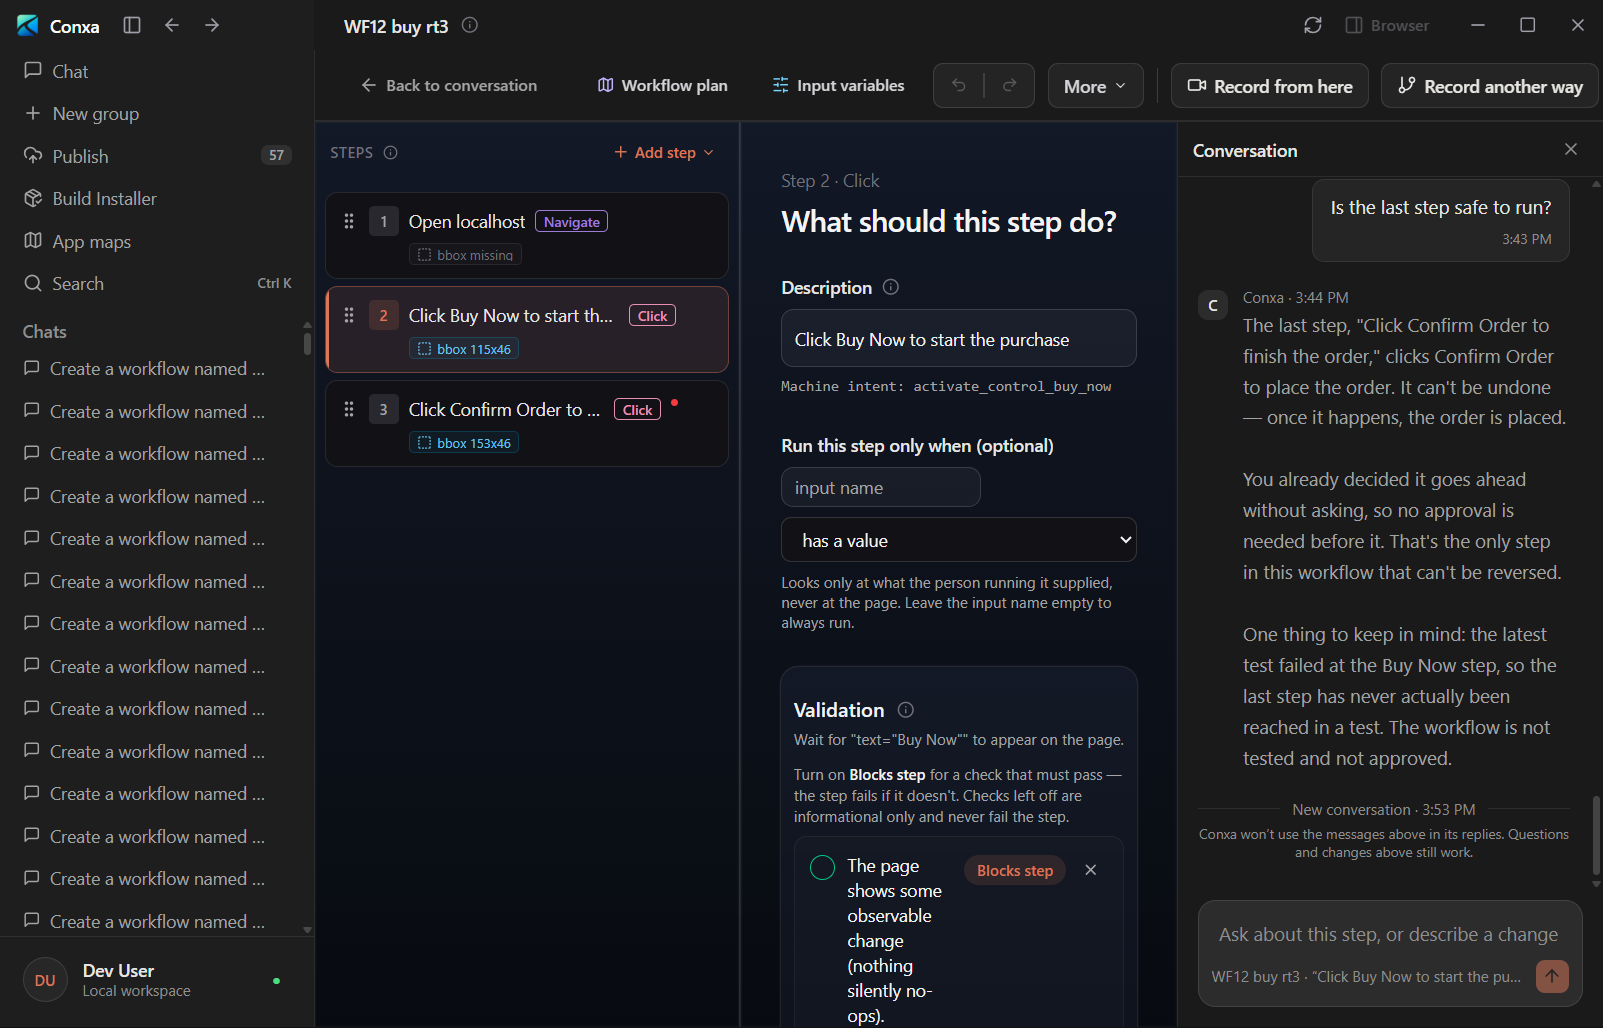 Conxa
WF12 buy rt3
Browser
Chat
New group
Publish 57
Build Installer
App maps
Search Ctrl K
Chats
Create a workflow named ...
Create a workflow named ...
Create a workflow named ...
Create a workflow named ...
Create a workflow named ...
Create a workflow named ...
Create a workflow named ...
Create a workflow named ...
Create a workflow named ...
Create a workflow named ...
Create a workflow named ...
Create a workflow named ...
Create a workflow named ...
Create a workflow named ...
DU
Dev User
Local workspace
Back to conversation
Workflow plan
Input variables
More
Record from here
Record another way
STEPS
Add step
1 Open localhost Navigate
bbox missing
2 Click Buy Now to start th... Click
bbox 115x46
3 Click Confirm Order to ... Click
bbox 153x46
Step 2 · Click
What should this step do?
Description
Click Buy Now to start the purchase
Machine intent: activate_control_buy_now
Run this step only when (optional)
input name
has a value
Looks only at what the person running it supplied,
never at the page. Leave the input name empty to
always run.
Validation
Wait for "text="Buy Now"" to appear on the page.
Turn on Blocks step for a check that must pass —
the step fails if it doesn't. Checks left off are
informational only and never fail the step.
The page
shows some
observable
change
(nothing
silently no-
ops).
Blocks step
Conversation
Is the last step safe to run?
3:43 PM
C
Conxa · 3:44 PM
The last step, "Click Confirm Order to
finish the order," clicks Confirm Order
to place the order. It can't be undone
— once it happens, the order is placed.
You already decided it goes ahead
without asking, so no approval is
needed before it. That's the only step
in this workflow that can't be reversed.
One thing to keep in mind: the latest
test failed at the Buy Now step, so the
last step has never actually been
reached in a test. The workflow is not
tested and not approved.
New conversation · 3:53 PM
Conxa won't use the messages above in its replies. Questions
and changes above still work.
Ask about this step, or describe a change
WF12 buy rt3 · "Click Buy Now to start the pu...